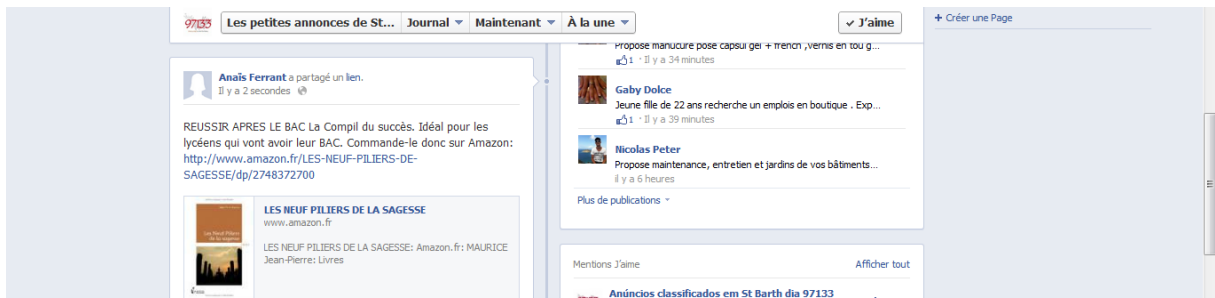 97133
Les petites annonces de St... Journal Maintenant À la une
J'aime
+ Créer une Page
Anaïs Ferrant a partagé un lien.
Il y a 2 secondes
REUSSIR APRES LE BAC La Compil du succès. Idéal pour les
lycéens qui vont avoir leur BAC. Commande-le donc sur Amazon:
http://www.amazon.fr/LES-NEUF-PILIERS-DE-
SAGESSE/dp/2748372700
Les Neuf Piliers
de la sagesse
LES NEUF PILIERS DE LA SAGESSE
www.amazon.fr
LES NEUF PILIERS DE LA SAGESSE: Amazon.fr: MAURICE
Jean-Pierre: Livres
Propose manucure pose capsul gel + french ,vernis en tou g...
1 · Il y a 34 minutes
Gaby Dolce
Jeune fille de 22 ans recherche un emplois en boutique . Exp...
1 · Il y a 39 minutes
Nicolas Peter
Propose maintenance, entretien et jardins de vos bâtiments...
il y a 6 heures
Plus de publications
Mentions J'aime Afficher tout
Anúncios classificados em St Barth dia 97133